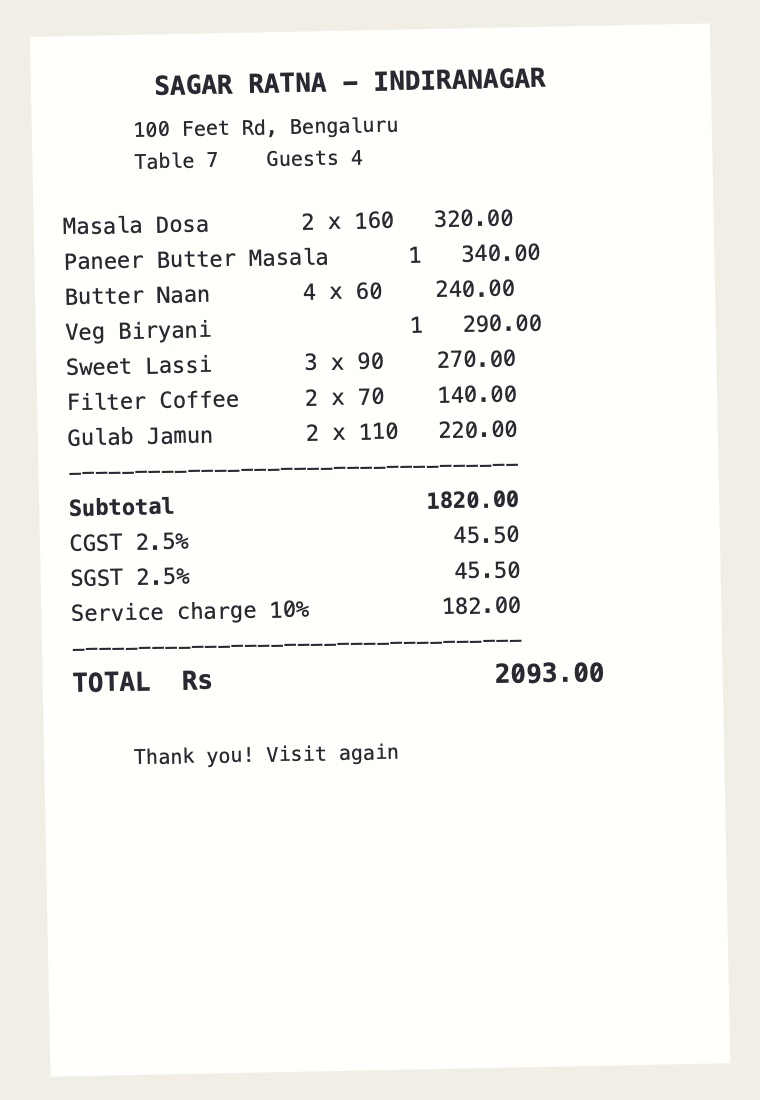 SAGAR RATNA – INDIRANAGAR
100 Feet Rd, Bengaluru
Table 7    Guests 4
Masala Dosa    2 x 160    320.00
Paneer Butter Masala    1    340.00
Butter Naan    4 x 60    240.00
Veg Biryani    1    290.00
Sweet Lassi    3 x 90    270.00
Filter Coffee    2 x 70    140.00
Gulab Jamun    2 x 110    220.00
----------------------------------
Subtotal    1820.00
CGST 2.5%    45.50
SGST 2.5%    45.50
Service charge 10%    182.00
----------------------------------
TOTAL  Rs    2093.00
Thank you! Visit again